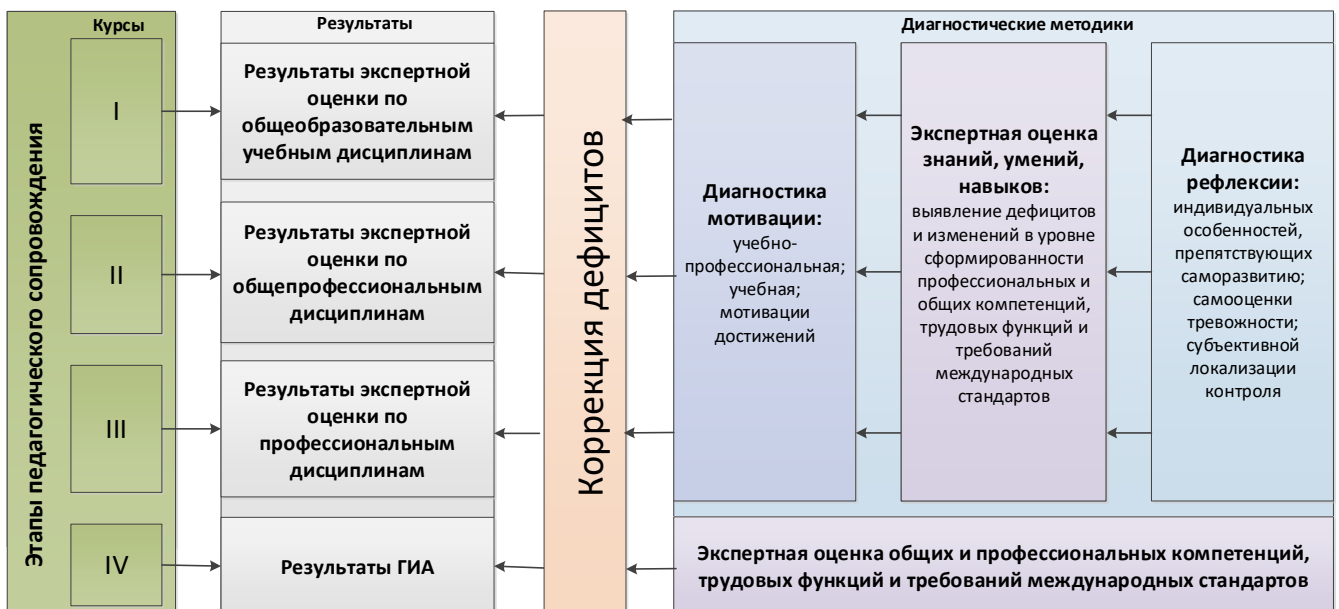 Этапы педагогического сопровождения
Курсы
I
II
III
IV
Результаты
Результаты экспертной
оценки по
общеобразовательным
учебным дисциплинам
Результаты экспертной
оценки по
общепрофессиональным
дисциплинам
Результаты экспертной
оценки по
профессиональным
дисциплинам
Результаты ГИА
Коррекция дефицитов
Диагностические методики
Диагностика
мотивации:
учебно-
профессиональная;
учебная;
мотивации
достижений
Экспертная оценка
знаний, умений,
навыков:
выявление дефицитов
и изменений в уровне
сформированности
профессиональных и
общих компетенций,
трудовых функций и
требований
международных
стандартов
Диагностика
рефлексии:
индивидуальных
особенностей,
препятствующих
саморазвитию;
самооценки
тревожности;
субъективной
локализации
контроля
Экспертная оценка общих и профессиональных компетенций,
трудовых функций и требований международных стандартов